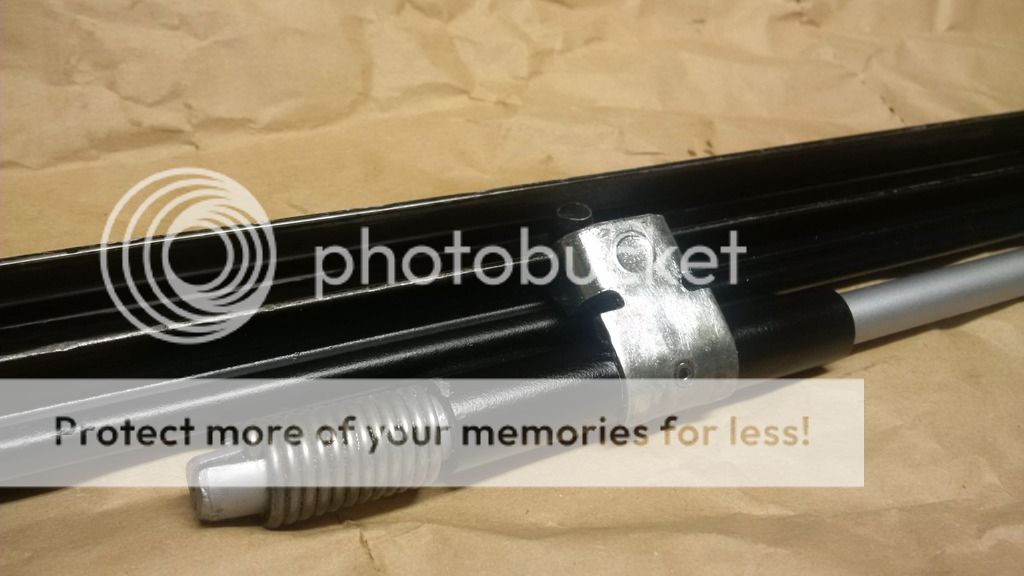 photobucket
Protect more of your memories for less!